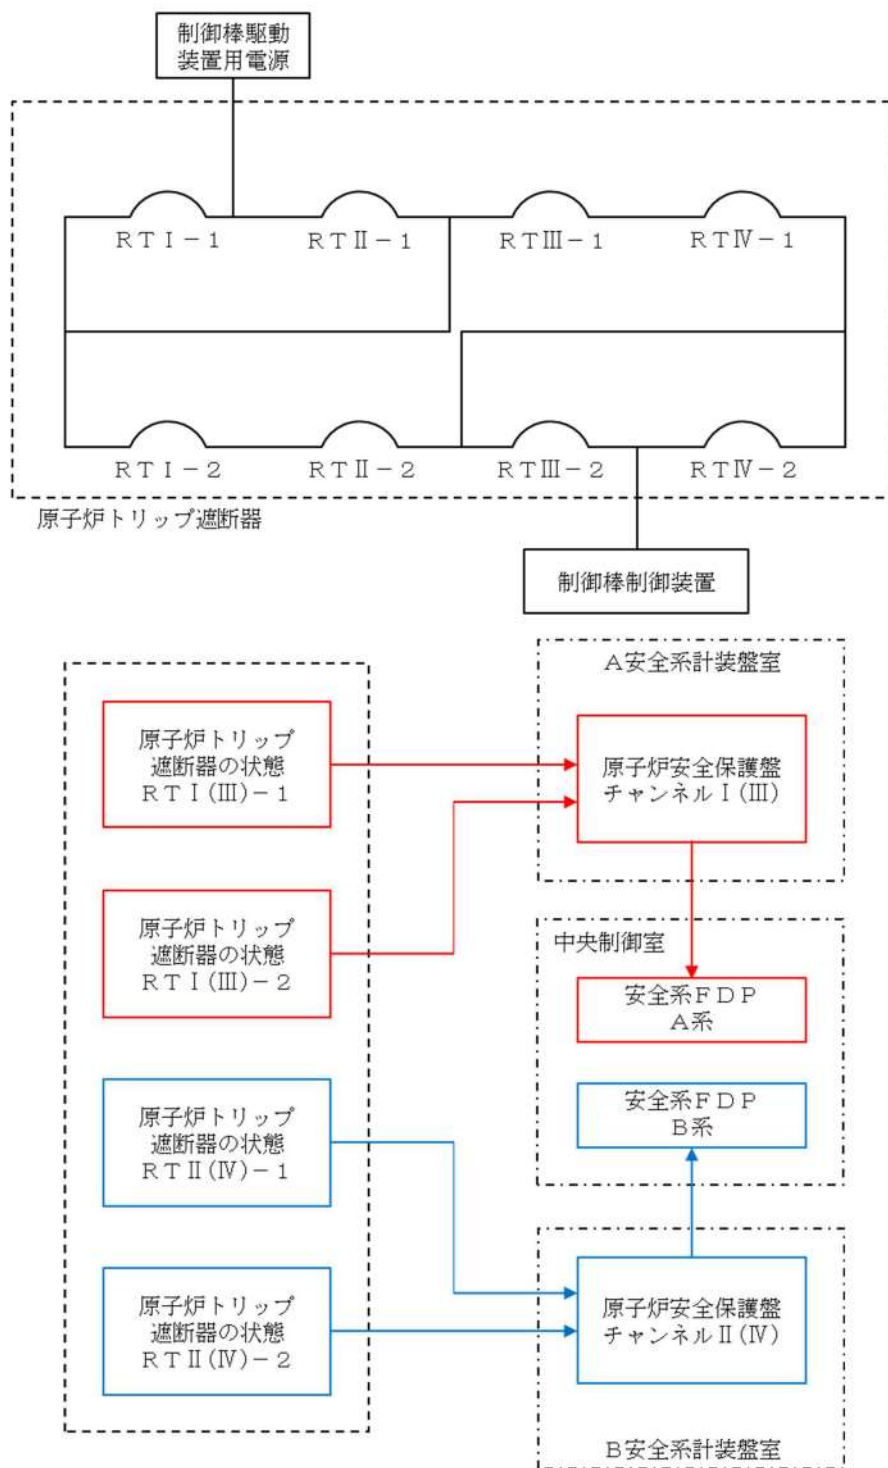 制御棒駆動
装置用電源
RTⅠ-1
RTⅡ-1
RTⅢ-1
RTⅣ-1
RTⅠ-2
RTⅡ-2
RTⅢ-2
RTⅣ-2
原子炉トリップ遮断器
制御棒制御装置
原子炉トリップ
遮断器の状態
RTⅠ(Ⅲ)-1
原子炉トリップ
遮断器の状態
RTⅠ(Ⅲ)-2
原子炉トリップ
遮断器の状態
RTⅡ(Ⅳ)-1
原子炉トリップ
遮断器の状態
RTⅡ(Ⅳ)-2
A安全系計装盤室
原子炉安全保護盤
チャンネルⅠ(Ⅲ)
中央制御室
安全系FDP
A系
安全系FDP
B系
原子炉安全保護盤
チャンネルⅡ(Ⅳ)
B安全系計装盤室